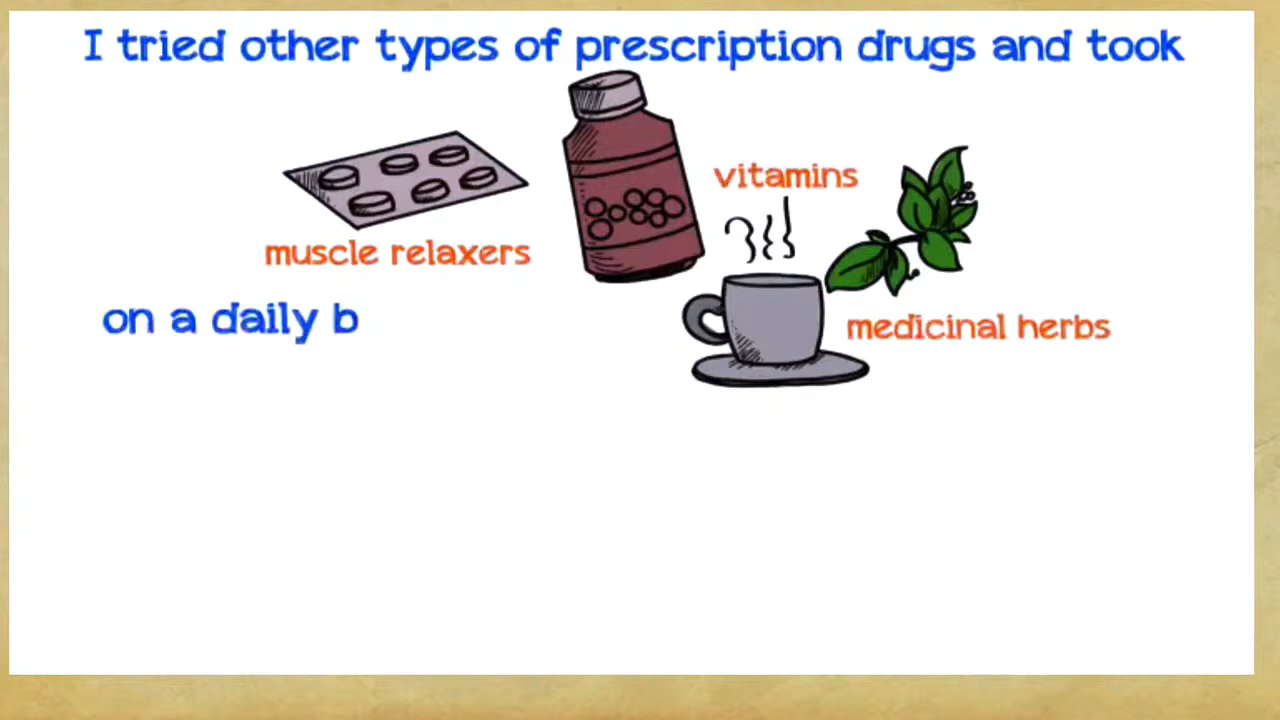 I tried other types of prescription drugs and took
vitamins
muscle relaxers
on a daily b
medicinal herbs